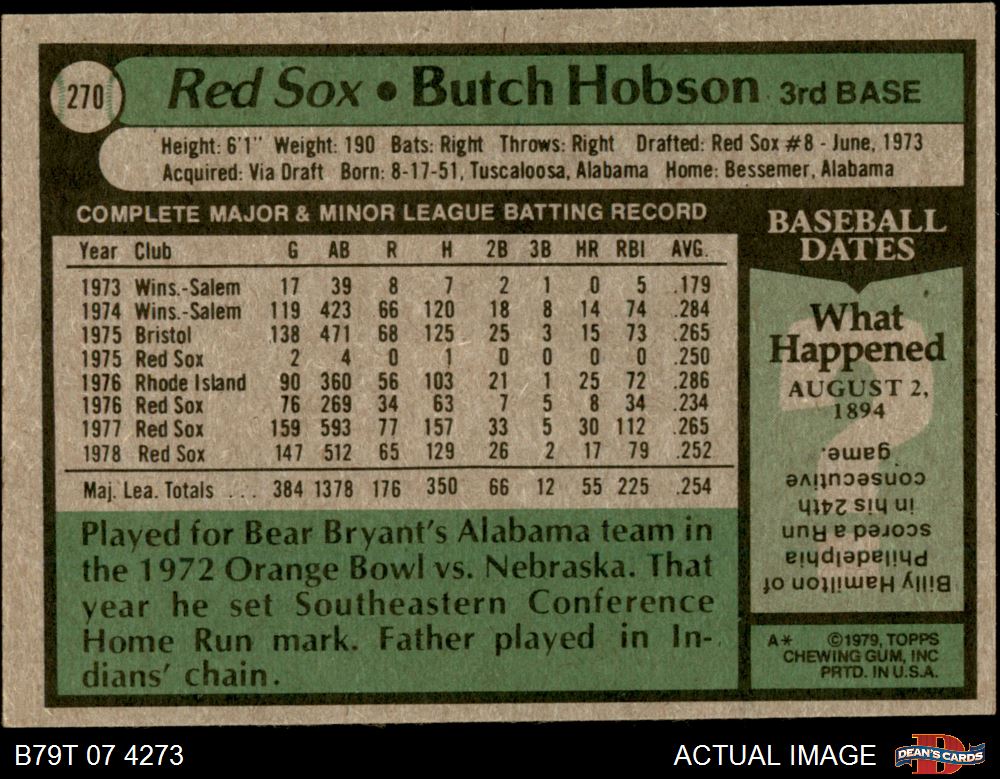 270 Red Sox • Butch Hobson 3rd BASE
Height: 6'1" Weight: 190 Bats: Right Throws: Right Drafted: Red Sox #8 - June, 1973
Acquired: Via Draft Born: 8-17-51, Tuscaloosa, Alabama Home: Bessemer, Alabama
COMPLETE MAJOR & MINOR LEAGUE BATTING RECORD
Year Club G AB R H 2B 3B HR RBI AVG.
1973 Wins.-Salem 17 39 8 7 2 1 0 5 .179
1974 Wins.-Salem 119 423 66 120 18 8 14 74 .284
1975 Bristol 138 471 68 125 25 3 15 73 .265
1975 Red Sox 2 4 0 1 0 0 0 0 .250
1976 Rhode Island 90 360 56 103 21 1 25 72 .286
1976 Red Sox 76 269 34 63 7 5 8 34 .234
1977 Red Sox 159 593 77 157 33 5 30 112 .265
1978 Red Sox 147 512 65 129 26 2 17 79 .252
Maj. Lea. Totals ... 384 1378 176 350 66 12 55 225 .254
Played for Bear Bryant's Alabama team in
the 1972 Orange Bowl vs. Nebraska. That
year he set Southeastern Conference
Home Run mark. Father played in In-
dians' chain.
BASEBALL
DATES
What
Happened
AUGUST 2,
1894
Billy Hamilton of
Philadelphia
scored a Run
in his 24th
consecutive
game.
A* ©1979, TOPPS
CHEWING GUM, INC
PRTD. IN U.S.A.
B79T 07 4273
ACTUAL IMAGE
DEAN'S CARDS